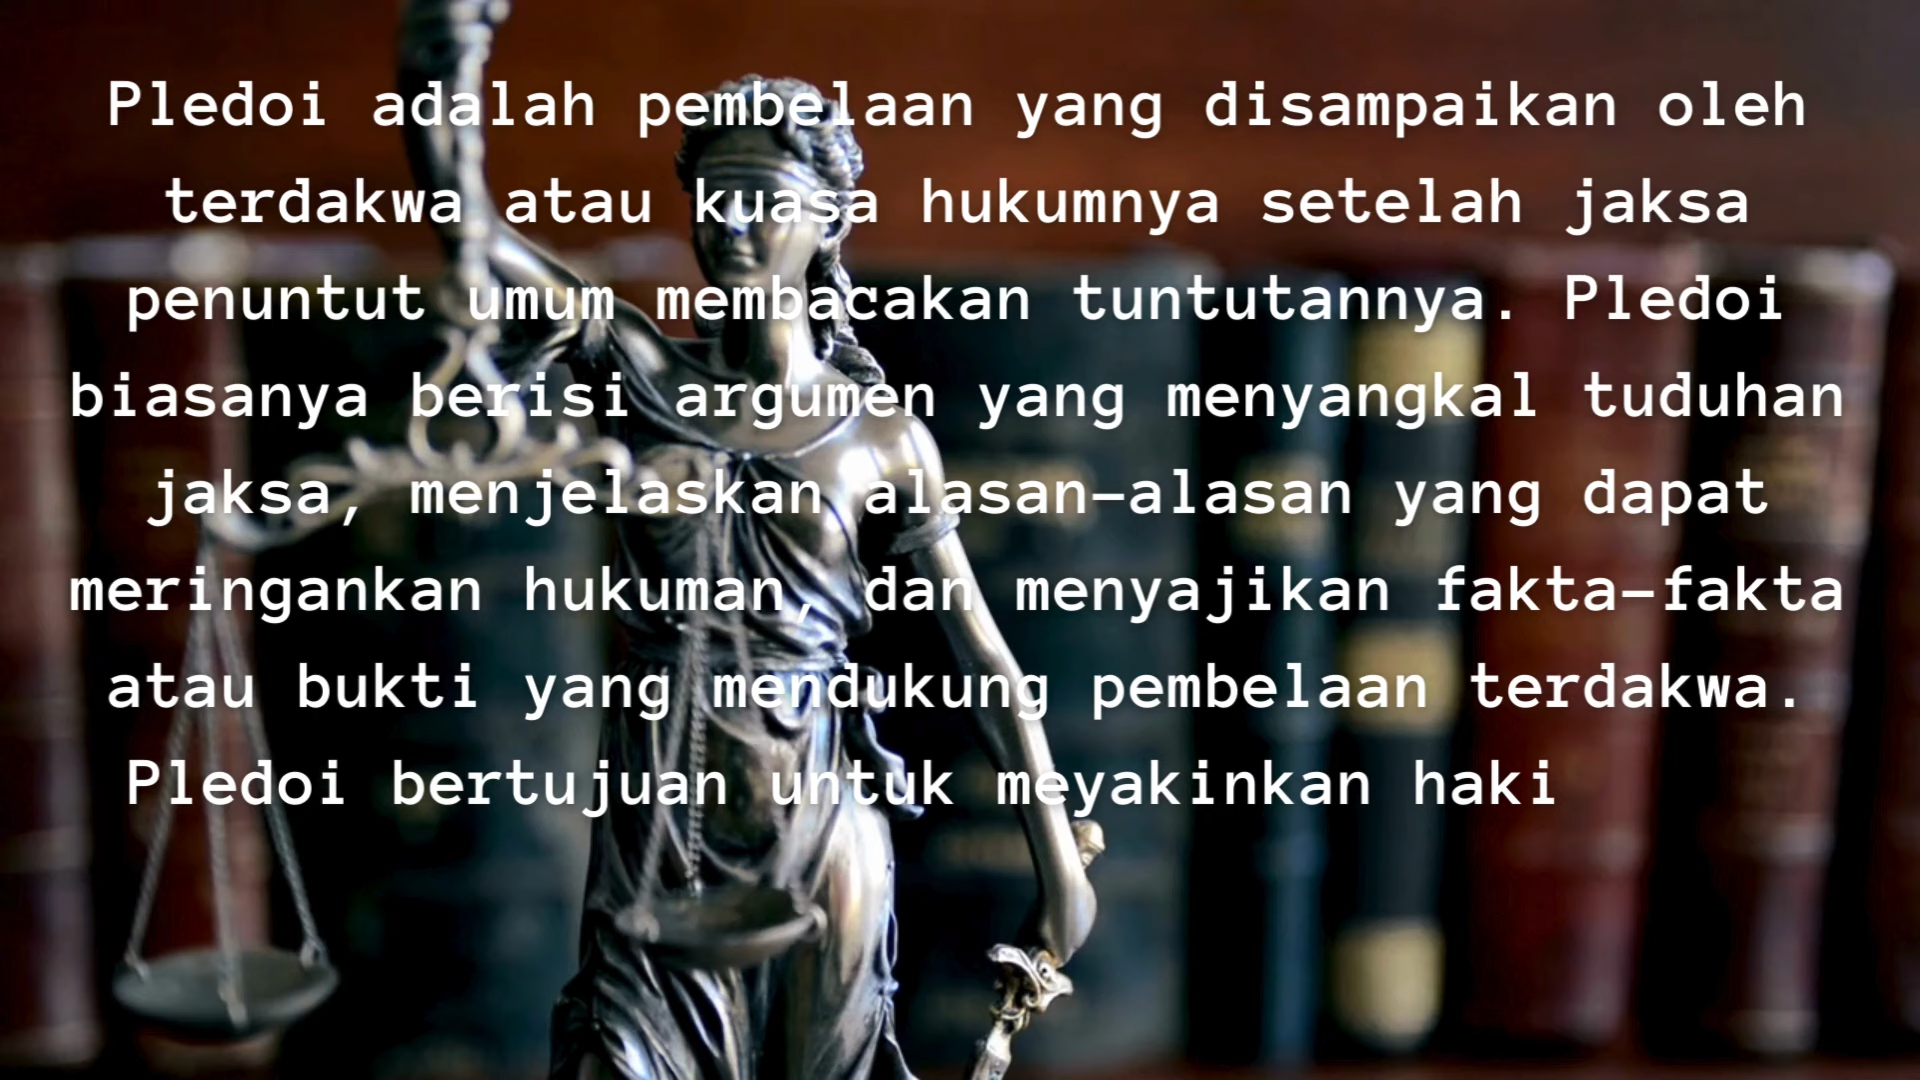 Pledoi adalah pembelaan yang disampaikan oleh
terdakwa atau kuasa hukumnya setelah jaksa
penuntut umum membacakan tuntutannya. Pledoi
biasanya berisi argumen yang menyangkal tuduhan
jaksa, menjelaskan alasan-alasan yang dapat
meringankan hukuman, dan menyajikan fakta-fakta
atau bukti yang mendukung pembelaan terdakwa.
Pledoi bertujuan untuk meyakinkan haki